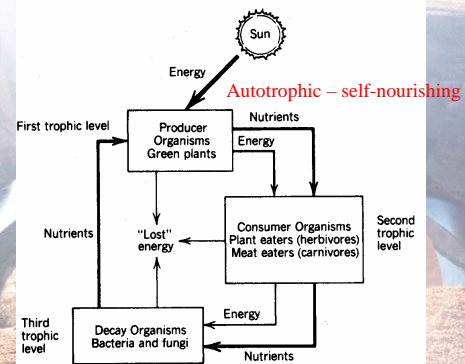 Sun
Energy
Autotrophic – self-nourishing
First trophic level
Producer
Organisms
Green plants
Nutrients
Energy
Nutrients
"Lost"
energy
Consumer Organisms
Plant eaters (herbivores)
Meat eaters (carnivores)
Second
trophic
level
Third
trophic
level
Decay Organisms
Bacteria and fungi
Energy
Nutrients